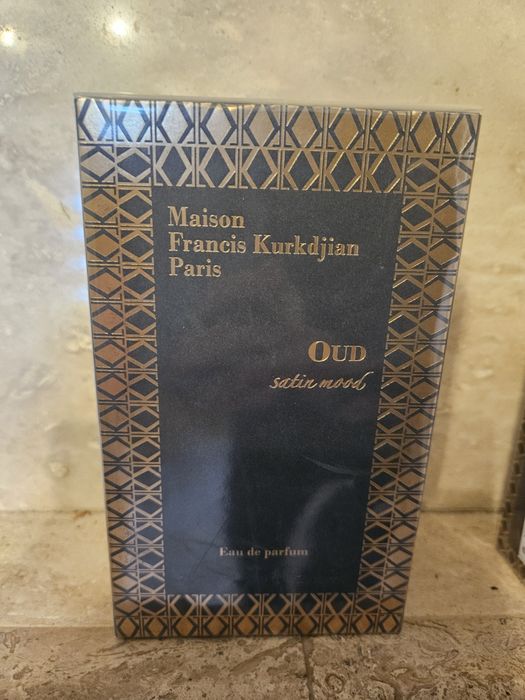 Maison
Francis Kurkdjian
Paris
OUD
satin mood
Eau de parfum